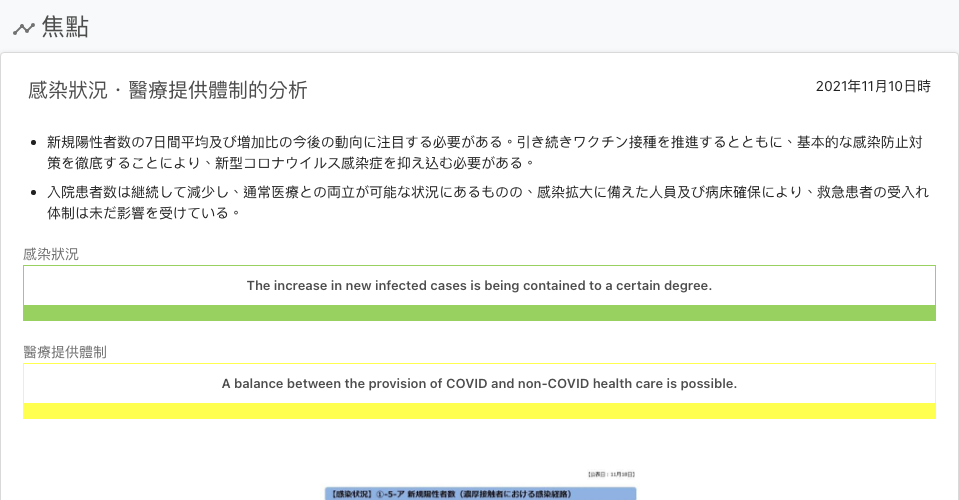 焦點
感染狀況・醫療提供體制的分析
2021年11月10日時
新規陽性者数の7日間平均及び増加比の今後の動向に注目する必要がある。引き続きワクチン接種を推進するとともに、基本的な感染防止対
策を徹底することにより、新型コロナウイルス感染症を抑え込む必要がある。
入院患者数は継続して減少し、通常医療との両立が可能な状況にあるものの、感染拡大に備えた人員及び病床確保により、救急患者の受入れ
体制は未だ影響を受けている。
感染狀況
The increase in new infected cases is being contained to a certain degree.
醫療提供體制
A balance between the provision of COVID and non-COVID health care is possible.
【公表日：11月10日】
【感染状況】①-5-ア 新規陽性者数（濃厚接触者における感染経路）